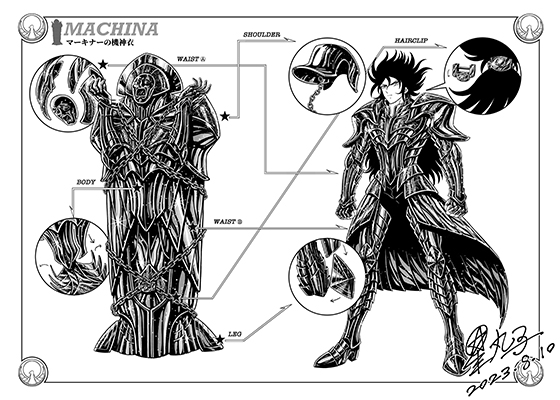 MACHINA
マーキナーの機神衣
SHOULDER
HAIRCLIP
WAIST Ⓐ
BODY
WAIST Ⓑ
LEG
2023.8.10